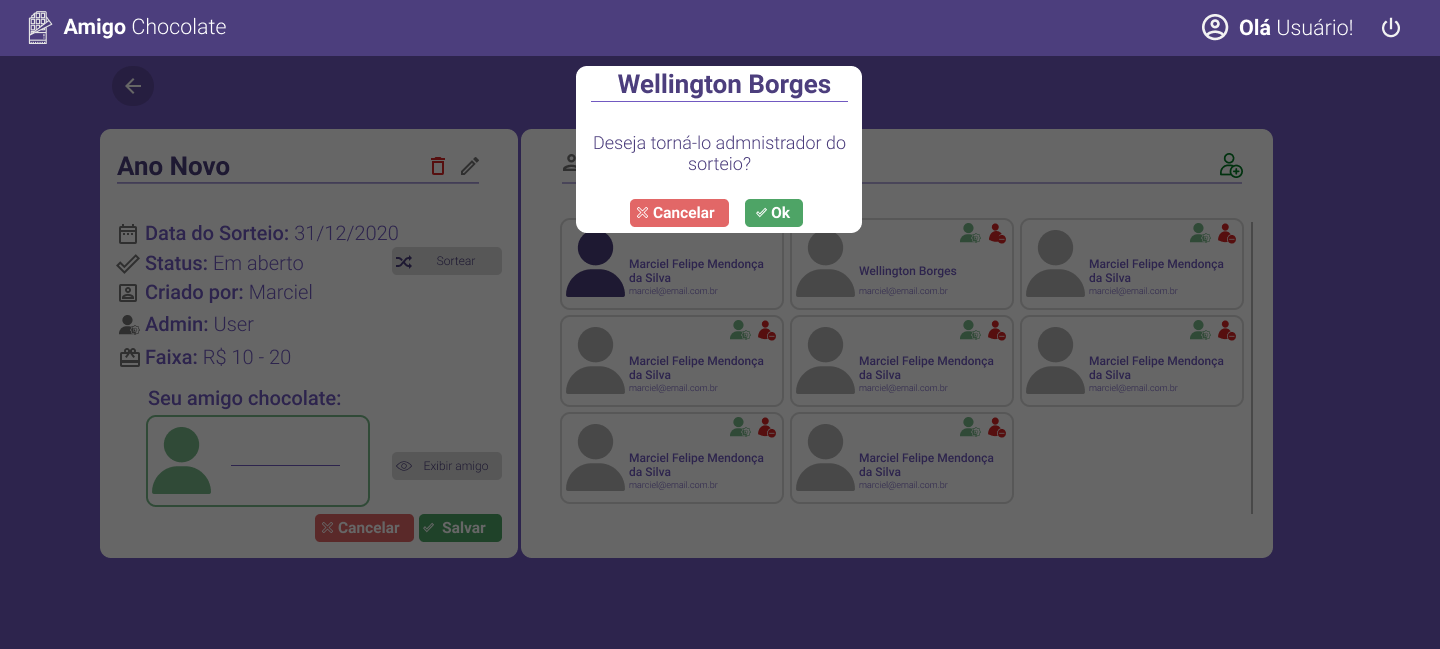 Amigo Chocolate
Olá Usuário!
Wellington Borges
Deseja torná-lo admnistrador do
sorteio?
Cancelar
Ok
Ano Novo
Data do Sorteio: 31/12/2020
Status: Em aberto
Sortear
Criado por: Marciel
Admin: User
Faixa: R$ 10 - 20
Seu amigo chocolate:
Exibir amigo
Cancelar
Salvar
Marciel Felipe Mendonça
da Silva
marciel@email.com.br
Wellington Borges
marciel@email.com.br
Marciel Felipe Mendonça
da Silva
marciel@email.com.br
Marciel Felipe Mendonça
da Silva
marciel@email.com.br
Marciel Felipe Mendonça
da Silva
marciel@email.com.br
Marciel Felipe Mendonça
da Silva
marciel@email.com.br
Marciel Felipe Mendonça
da Silva
marciel@email.com.br
Marciel Felipe Mendonça
da Silva
marciel@email.com.br